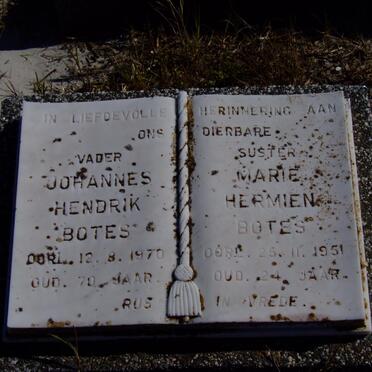 IN LIEFDEVOLLE HERINNERING AAN
ONS DIERBARE
VADER
JOHANNES
HENDRIK
BOTES
OORL. 12.8.1970
OUD. 70 JAAR.
SUSTER
MARIE
HERMIEN
BOTES
OORL. 25.11.1951
OUD. 24 JAAR.
RUS IN VREDE.